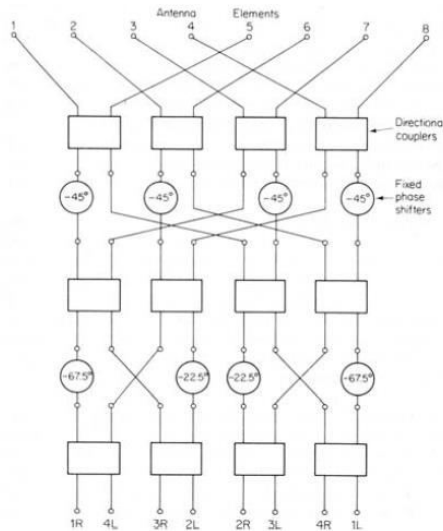 Antenna Elements
1 2 3 4 5 6 7 8
Directional
couplers
-45° -45° -45° -45°
Fixed
phase
shifters
-67.5° -22.5° -22.5° -67.5°
1R 4L 3R 2L 2R 3L 4R 1L